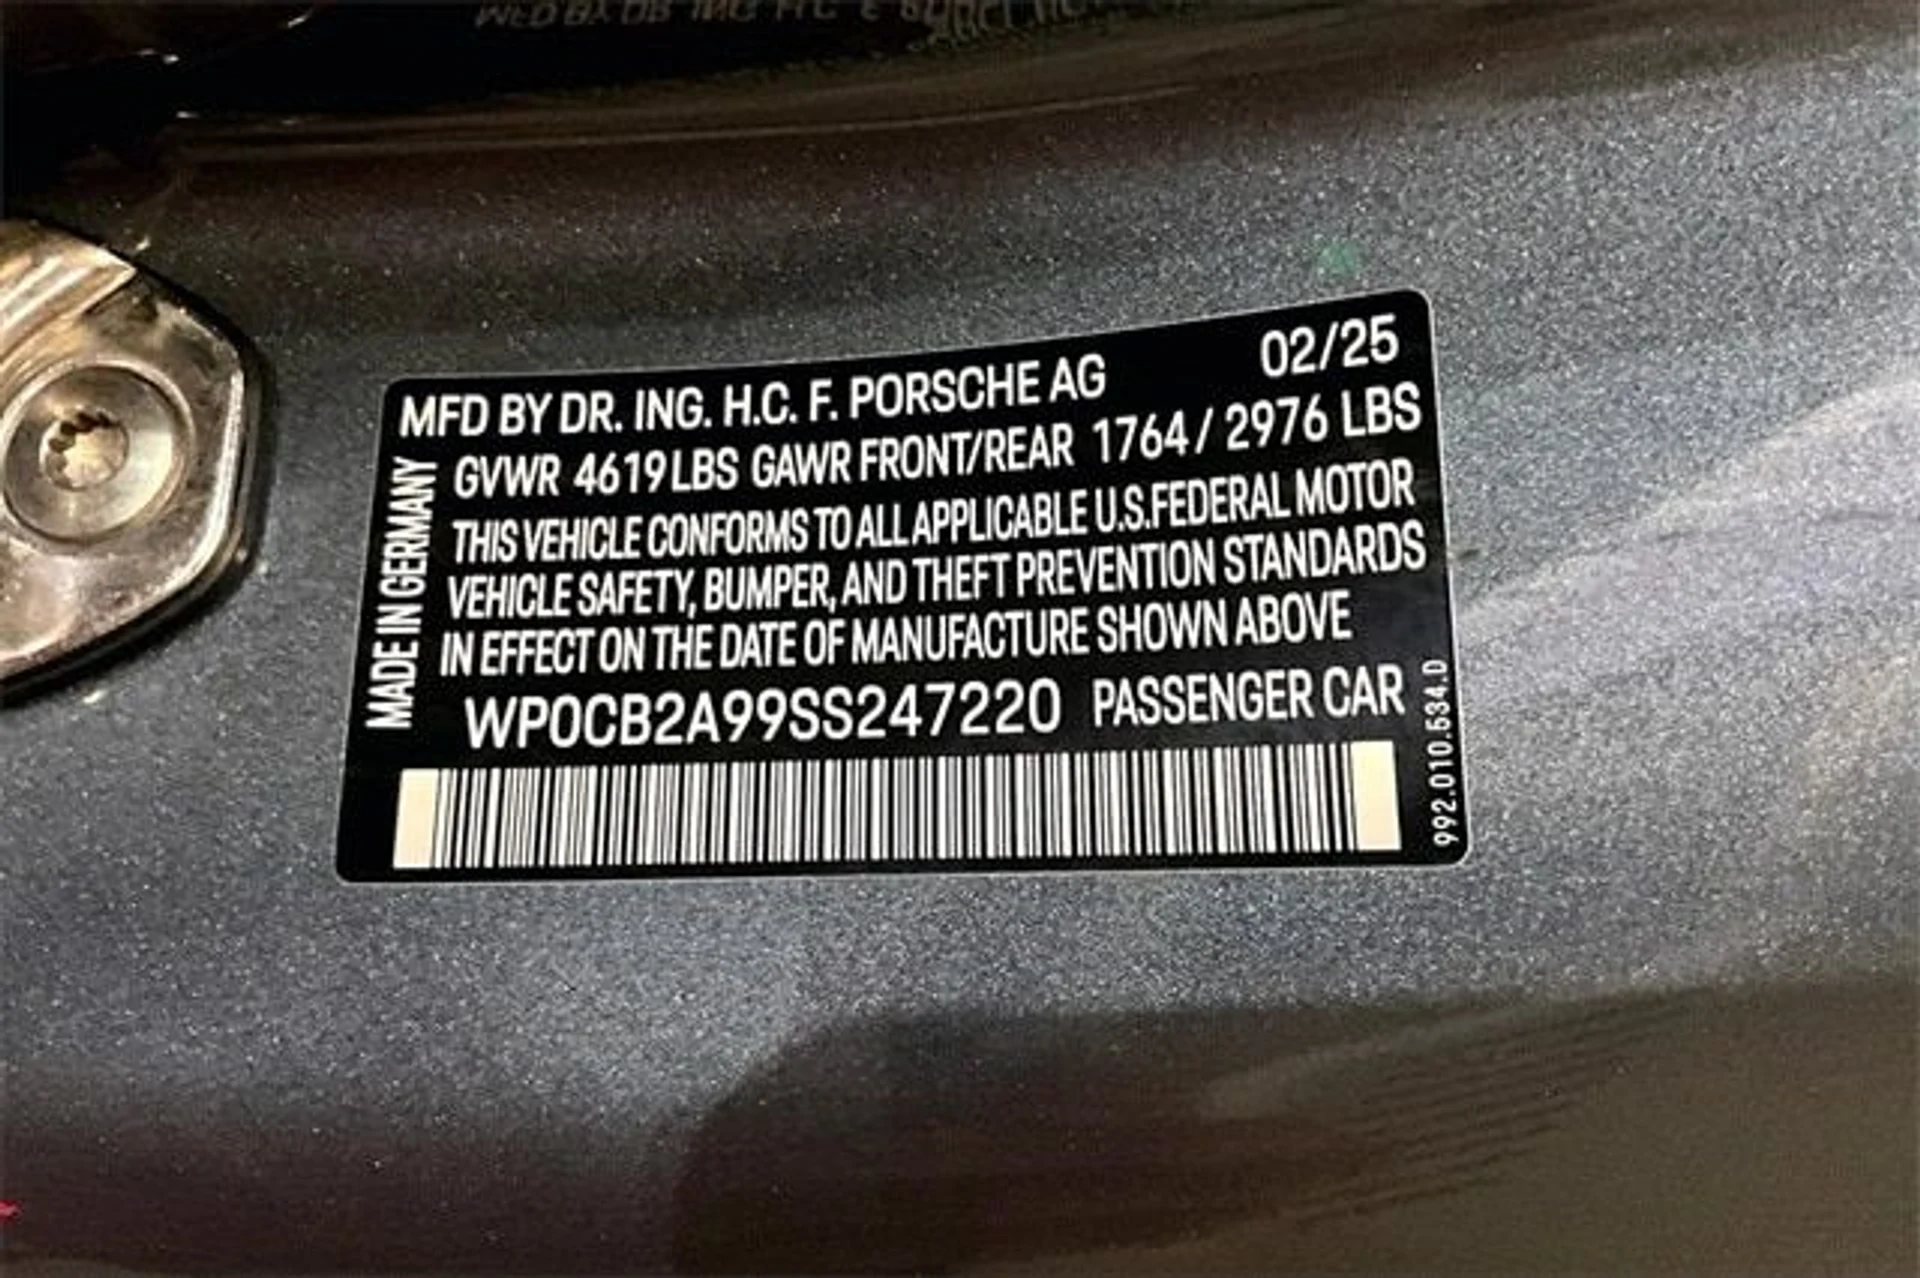 MFD BY DR. ING. H.C. F. PORSCHE AG 02/25
GVWR 4619 LBS GAWR FRONT/REAR 1764 / 2976 LBS
THIS VEHICLE CONFORMS TO ALL APPLICABLE U.S.FEDERAL MOTOR
VEHICLE SAFETY, BUMPER, AND THEFT PREVENTION STANDARDS
IN EFFECT ON THE DATE OF MANUFACTURE SHOWN ABOVE
WP0CB2A99SS247220 PASSENGER CAR
MADE IN GERMANY
992.010.534.D